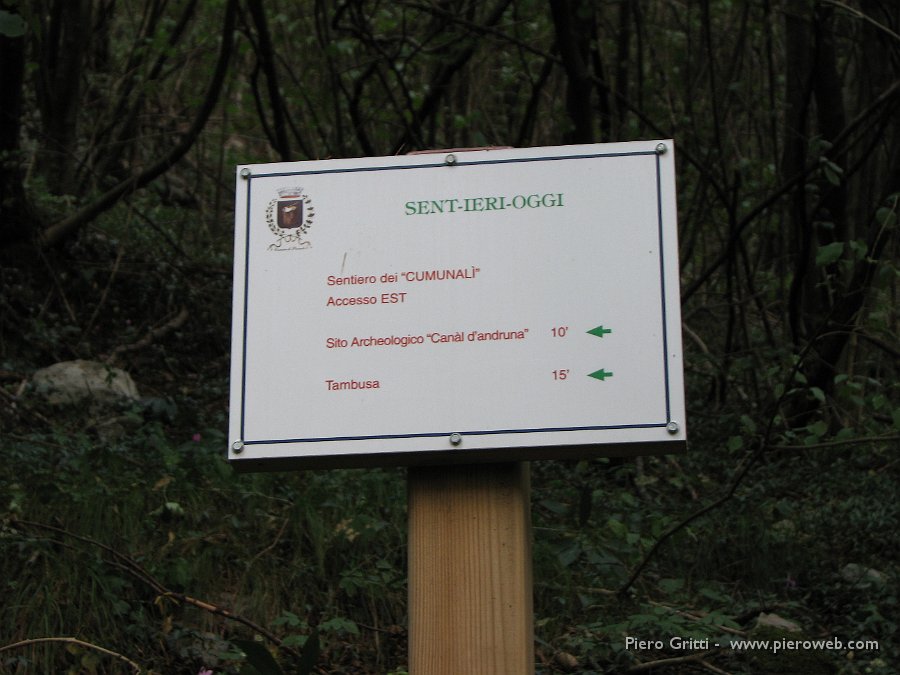 SENT-IERI-OGGI
Sentiero dei "CUMUNALÌ"
Accesso EST
Sito Archeologico "Canàl d'andruna" 10'
Tambusa 15'
Piero Gritti - www.pieroweb.com